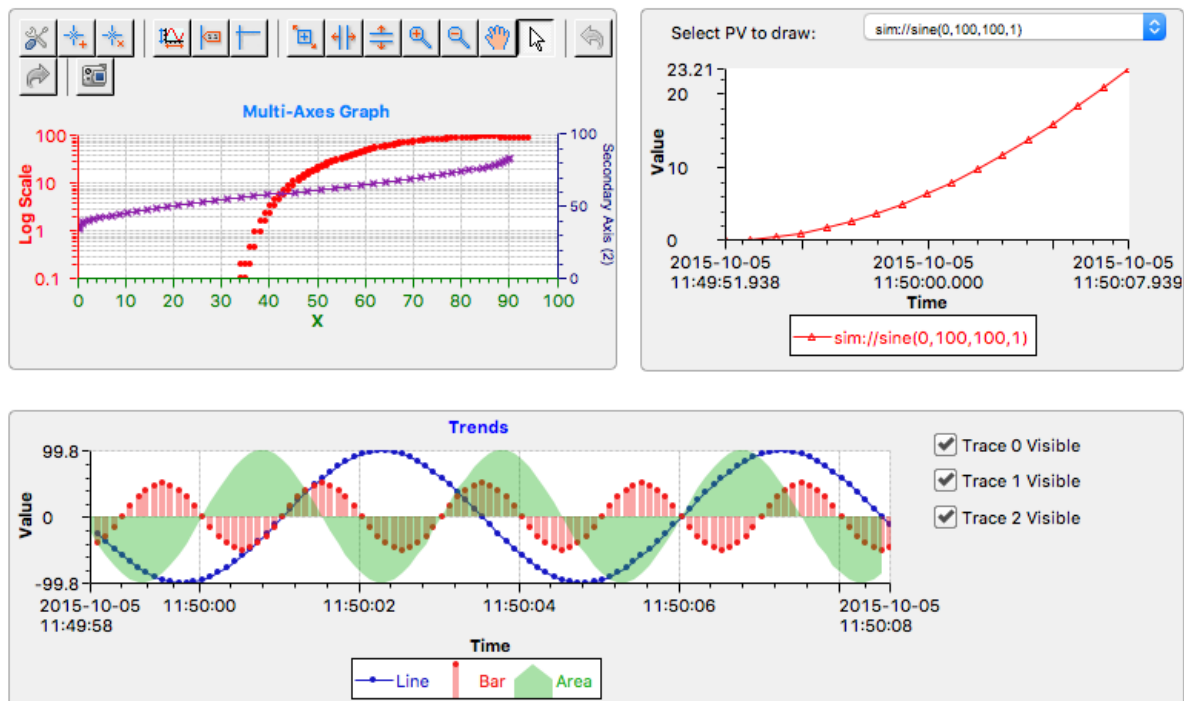 Multi-Axes Graph
100
10
1
0.1
Log Scale
100
50
0
Secondary Axis (2)
0 10 20 30 40 50 60 70 80 90 100
X
Select PV to draw: sim://sine(0,100,100,1)
23.21
20
10
0
Value
2015-10-05 2015-10-05 2015-10-05
11:49:51.938 11:50:00.000 11:50:07.939
Time
sim://sine(0,100,100,1)
Trends
99.8
0
-99.8
Value
2015-10-05 11:50:00 11:50:02 11:50:04 11:50:06 2015-10-05
11:49:58 11:50:08
Time
Line Bar Area
Trace 0 Visible
Trace 1 Visible
Trace 2 Visible